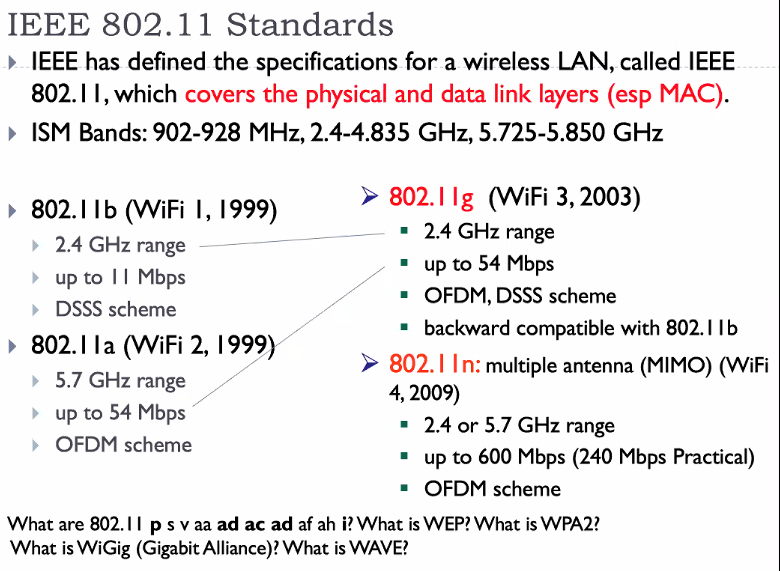 IEEE 802.11 Standards
IEEE has defined the specifications for a wireless LAN, called IEEE
802.11, which covers the physical and data link layers (esp MAC).
ISM Bands: 902-928 MHz, 2.4-4.835 GHz, 5.725-5.850 GHz
802.11b (WiFi 1, 1999)
2.4 GHz range
up to 11 Mbps
DSSS scheme
802.11a (WiFi 2, 1999)
5.7 GHz range
up to 54 Mbps
OFDM scheme
802.11g (WiFi 3, 2003)
2.4 GHz range
up to 54 Mbps
OFDM, DSSS scheme
backward compatible with 802.11b
802.11n: multiple antenna (MIMO) (WiFi
4, 2009)
2.4 or 5.7 GHz range
up to 600 Mbps (240 Mbps Practical)
OFDM scheme
What are 802.11 p s v aa ad ac ad af ah i? What is WEP? What is WPA2?
What is WiGig (Gigabit Alliance)? What is WAVE?